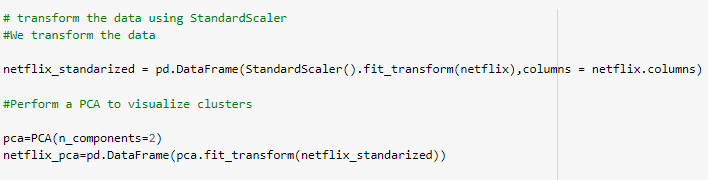 # transform the data using StandardScaler
#We transform the data
netflix_standarized = pd.DataFrame(StandardScaler().fit_transform(netflix),columns = netflix.columns)
#Perform a PCA to visualize clusters
pca=PCA(n_components=2)
netflix_pca=pd.DataFrame(pca.fit_transform(netflix_standarized))